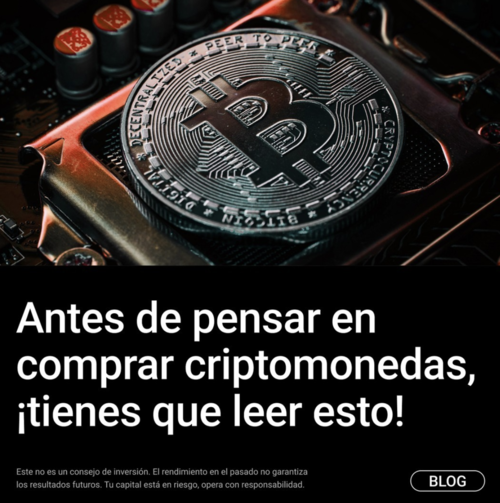 DECENTRALIZED * PEER TO PEER * CRYPTOCURRENCY * BITCOIN * DIGITAL
Antes de pensar en
comprar criptomonedas,
¡tienes que leer esto!
Este no es un consejo de inversión. El rendimiento en el pasado no garantiza
los resultados futuros. Tu capital está en riesgo, opera con responsabilidad.
BLOG